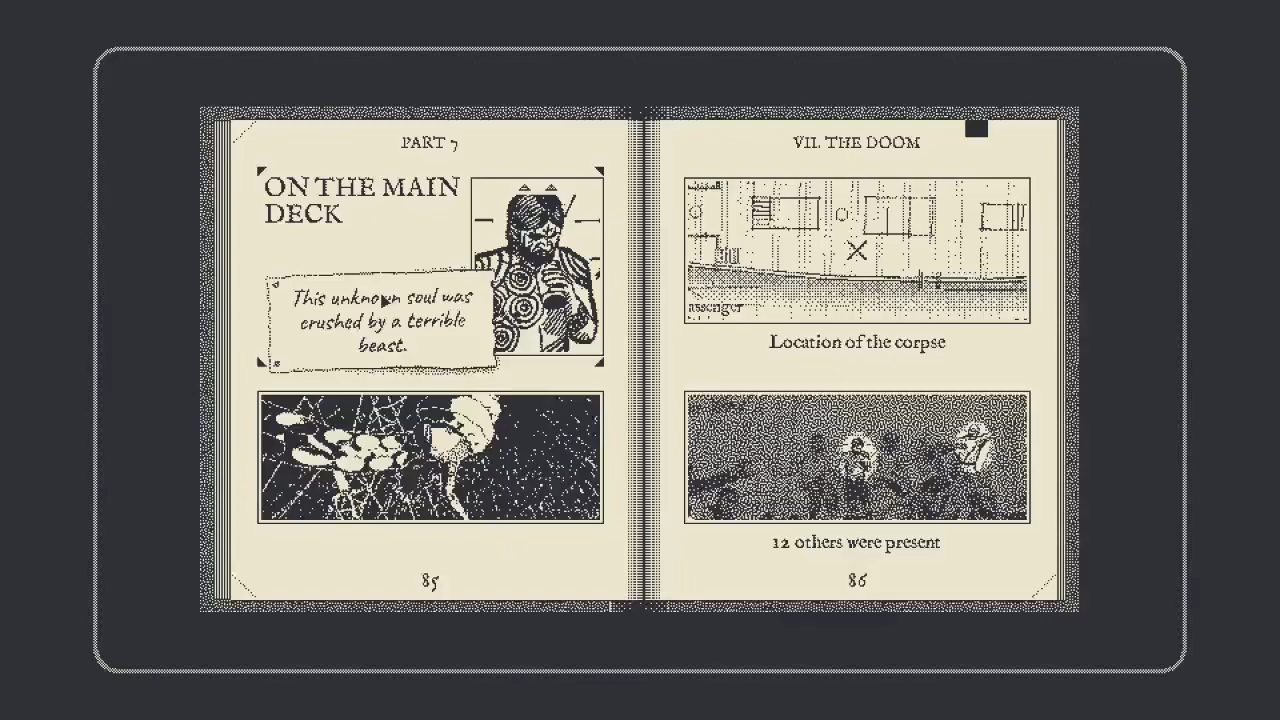 PART 7
ON THE MAIN
DECK
This unknown soul was
crushed by a terrible
beast.
85
VII. THE DOOM
assenger
Location of the corpse
12 others were present
86